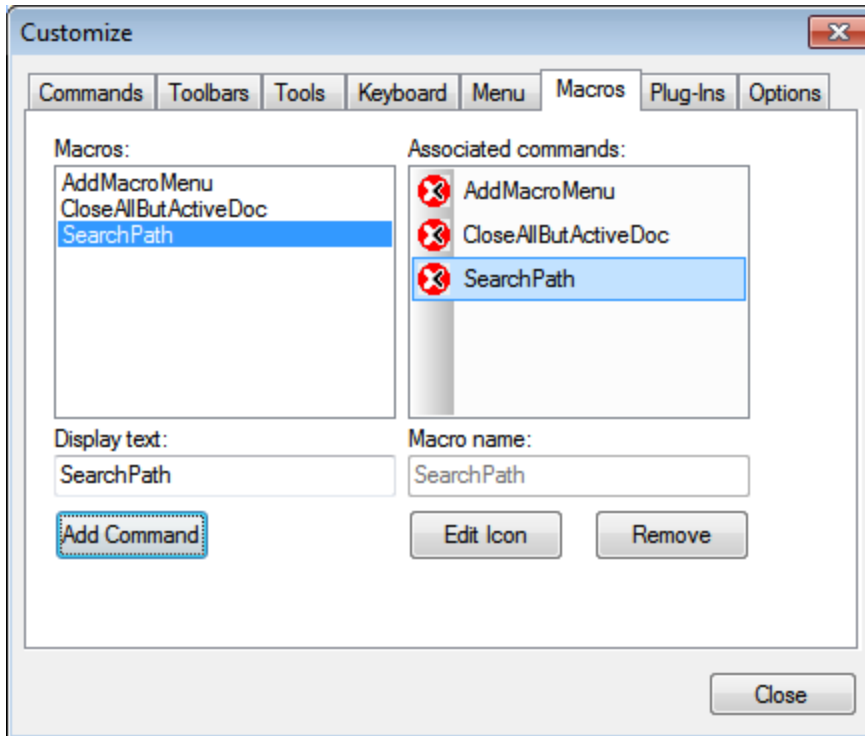 Customize
Commands Toolbars Tools Keyboard Menu Macros Plug-Ins Options
Macros:
AddMacroMenu
CloseAllButActiveDoc
SearchPath
Associated commands:
AddMacroMenu
CloseAllButActiveDoc
SearchPath
Display text:
SearchPath
Macro name:
SearchPath
Add Command
Edit Icon
Remove
Close